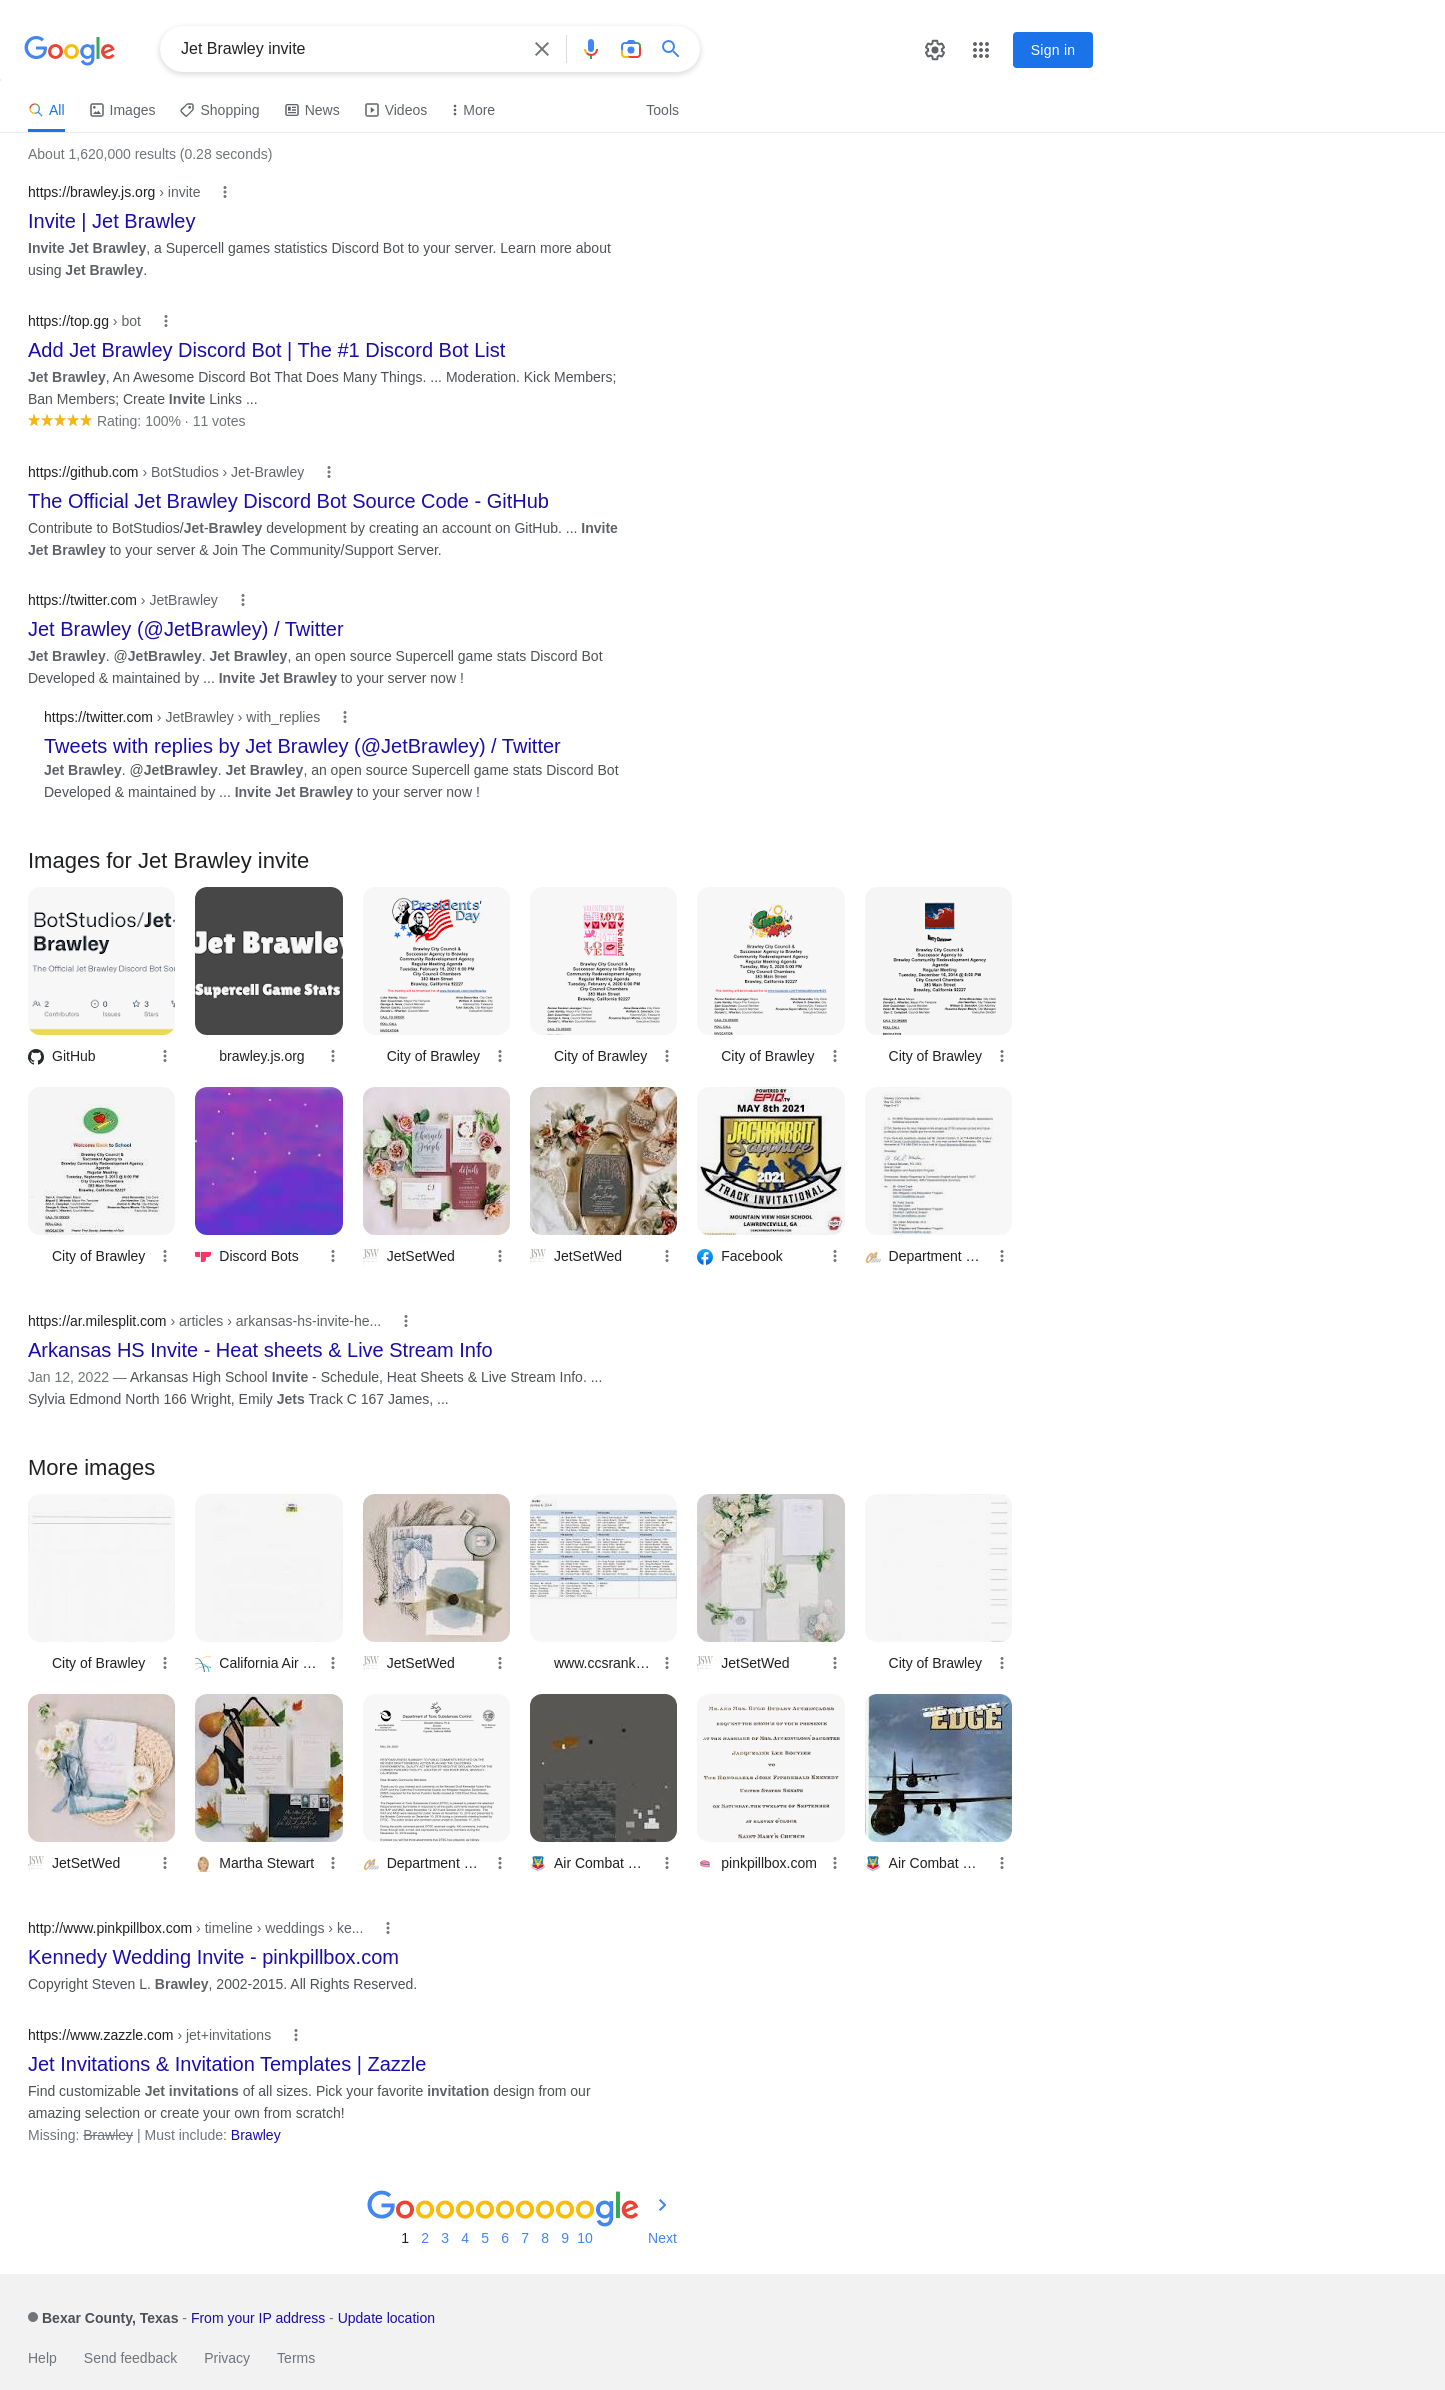 Google
Jet Brawley invite
Sign in
All
Images
Shopping
News
Videos
More
Tools
About 1,620,000 results (0.28 seconds)
https://brawley.js.org › invite
Invite | Jet Brawley
Invite Jet Brawley, a Supercell games statistics Discord Bot to your server. Learn more about
using Jet Brawley.
https://top.gg › bot
Add Jet Brawley Discord Bot | The #1 Discord Bot List
Jet Brawley, An Awesome Discord Bot That Does Many Things. ... Moderation. Kick Members;
Ban Members; Create Invite Links ...
Rating: 100% · 11 votes
https://github.com › BotStudios › Jet-Brawley
The Official Jet Brawley Discord Bot Source Code - GitHub
Contribute to BotStudios/Jet-Brawley development by creating an account on GitHub. ... Invite
Jet Brawley to your server & Join The Community/Support Server.
https://twitter.com › JetBrawley
Jet Brawley (@JetBrawley) / Twitter
Jet Brawley. @JetBrawley. Jet Brawley, an open source Supercell game stats Discord Bot
Developed & maintained by ... Invite Jet Brawley to your server now !
https://twitter.com › JetBrawley › with_replies
Tweets with replies by Jet Brawley (@JetBrawley) / Twitter
Jet Brawley. @JetBrawley. Jet Brawley, an open source Supercell game stats Discord Bot
Developed & maintained by ... Invite Jet Brawley to your server now !
Images for Jet Brawley invite
BotStudios/Jet-
Brawley
The Official Jet Brawley Discord Bot Sou
2
Contributors
0
Issues
3
Stars
Jet Brawley
Supercell Game Stats
Presidents'
Day
GitHub
brawley.js.org
City of Brawley
City of Brawley
City of Brawley
City of Brawley
Welcome Back to School
POWERED BY
EPIQ.TV
MAY 8th 2021
JACKRABBIT
Sapphire
2021
TRACK INVITATIONAL
MOUNTAIN VIEW HIGH SCHOOL
LAWRENCEVILLE, GA
City of Brawley
Discord Bots
JSW
JetSetWed
JSW
JetSetWed
Facebook
Department …
https://ar.milesplit.com › articles › arkansas-hs-invite-he...
Arkansas HS Invite - Heat sheets & Live Stream Info
Jan 12, 2022 — Arkansas High School Invite - Schedule, Heat Sheets & Live Stream Info. ...
Sylvia Edmond North 166 Wright, Emily Jets Track C 167 James, ...
More images
City of Brawley
California Air …
JSW
JetSetWed
www.ccsrank…
JSW
JetSetWed
City of Brawley
Department of Toxic Substances Control
EDGE
JSW
JetSetWed
Martha Stewart
Department …
Air Combat …
pinkpillbox.com
Air Combat …
http://www.pinkpillbox.com › timeline › weddings › ke...
Kennedy Wedding Invite - pinkpillbox.com
Copyright Steven L. Brawley, 2002-2015. All Rights Reserved.
https://www.zazzle.com › jet+invitations
Jet Invitations & Invitation Templates | Zazzle
Find customizable Jet invitations of all sizes. Pick your favorite invitation design from our
amazing selection or create your own from scratch!
Missing: Brawley | Must include: Brawley
Goooooooooogle
1 2 3 4 5 6 7 8 9 10 Next
Bexar County, Texas - From your IP address - Update location
Help
Send feedback
Privacy
Terms